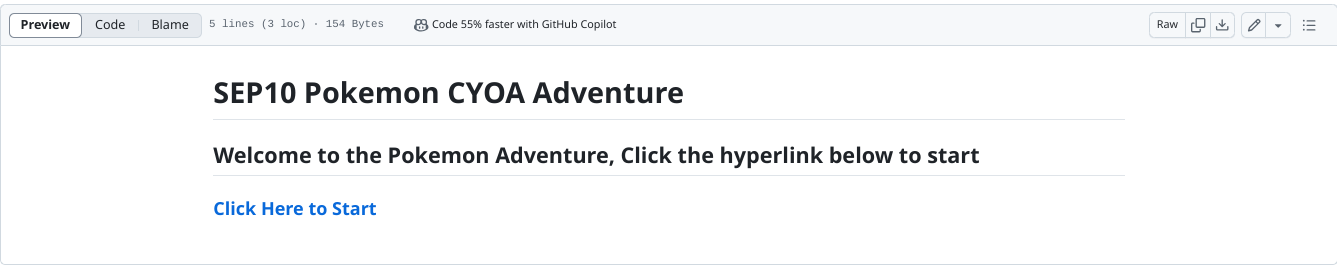 Preview Code Blame 5 lines (3 loc) · 154 Bytes Code 55% faster with GitHub Copilot Raw
SEP10 Pokemon CYOA Adventure
Welcome to the Pokemon Adventure, Click the hyperlink below to start
Click Here to Start